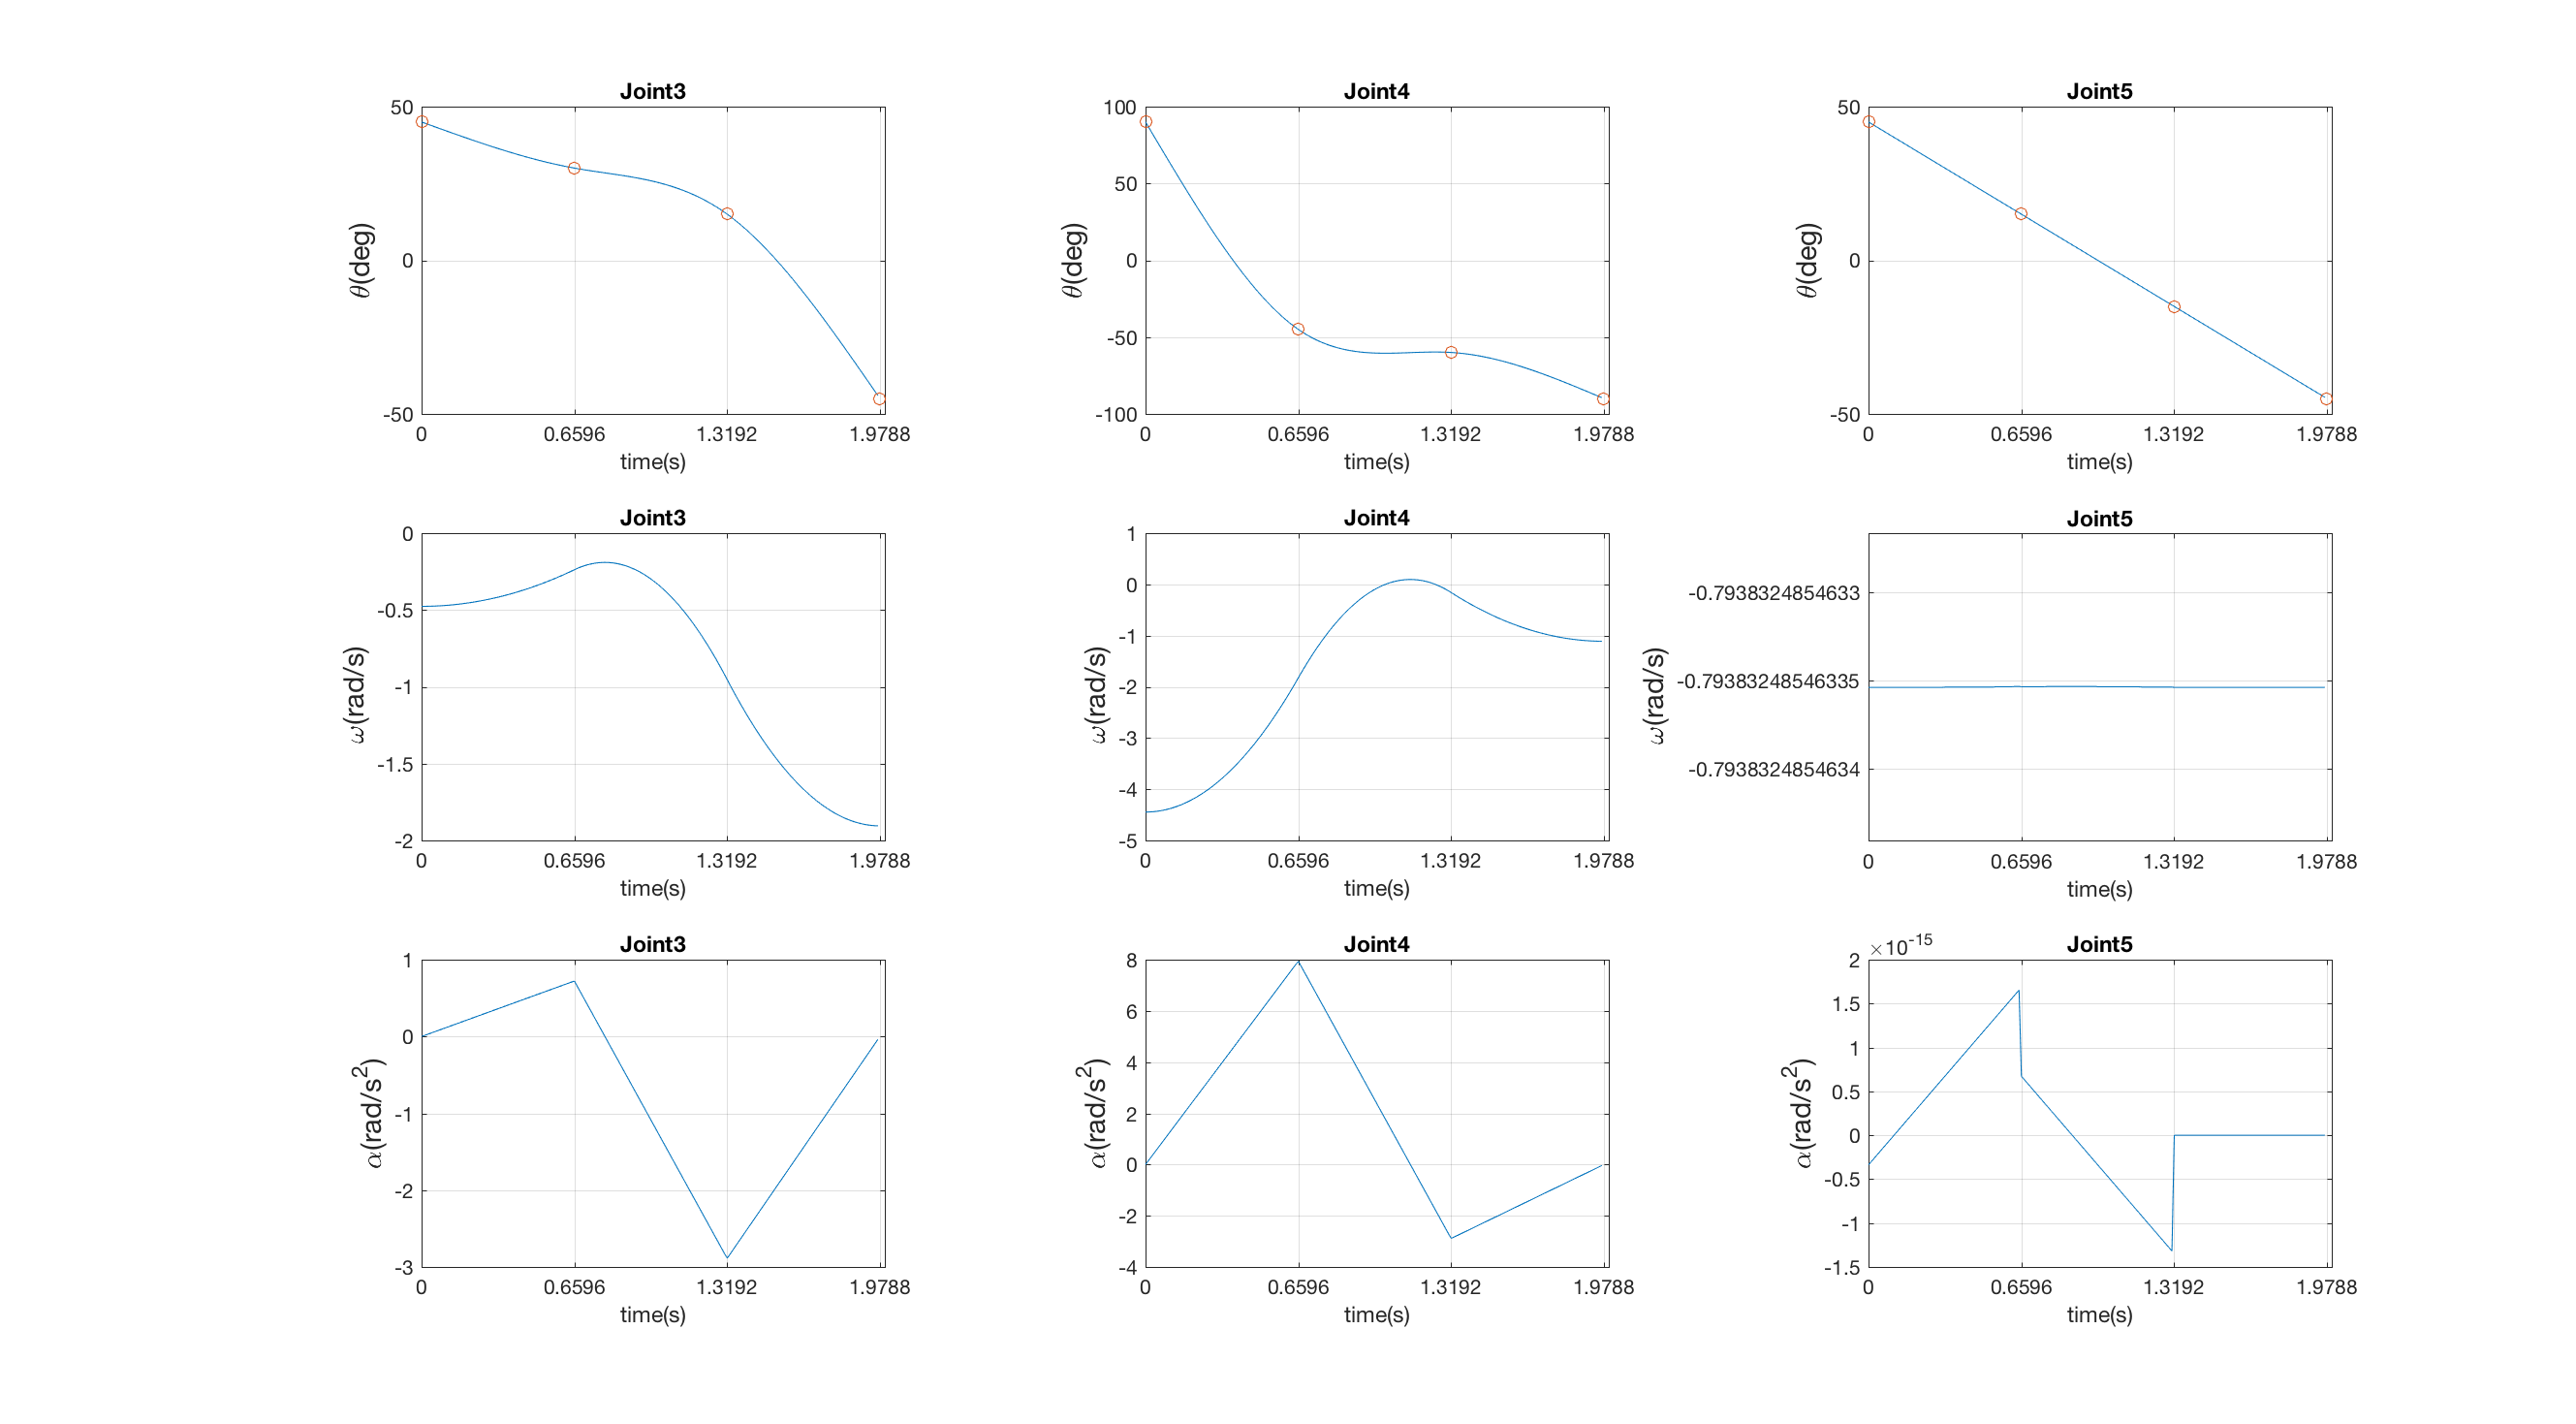 Joint3
50
0
-50
θ(deg)
0 0.6596 1.3192 1.9788
time(s)
Joint4
100
50
0
-50
-100
θ(deg)
0 0.6596 1.3192 1.9788
time(s)
Joint5
50
0
-50
θ(deg)
0 0.6596 1.3192 1.9788
time(s)
Joint3
0
-0.5
-1
-1.5
-2
ω(rad/s)
0 0.6596 1.3192 1.9788
time(s)
Joint4
1
0
-1
-2
-3
-4
-5
ω(rad/s)
0 0.6596 1.3192 1.9788
time(s)
Joint5
-0.7938324854633
-0.79383248546335
-0.7938324854634
ω(rad/s)
0 0.6596 1.3192 1.9788
time(s)
Joint3
1
0
-1
-2
-3
α(rad/s²)
0 0.6596 1.3192 1.9788
time(s)
Joint4
8
6
4
2
0
-2
-4
α(rad/s²)
0 0.6596 1.3192 1.9788
time(s)
×10⁻¹⁵
Joint5
2
1.5
1
0.5
0
-0.5
-1
-1.5
α(rad/s²)
0 0.6596 1.3192 1.9788
time(s)